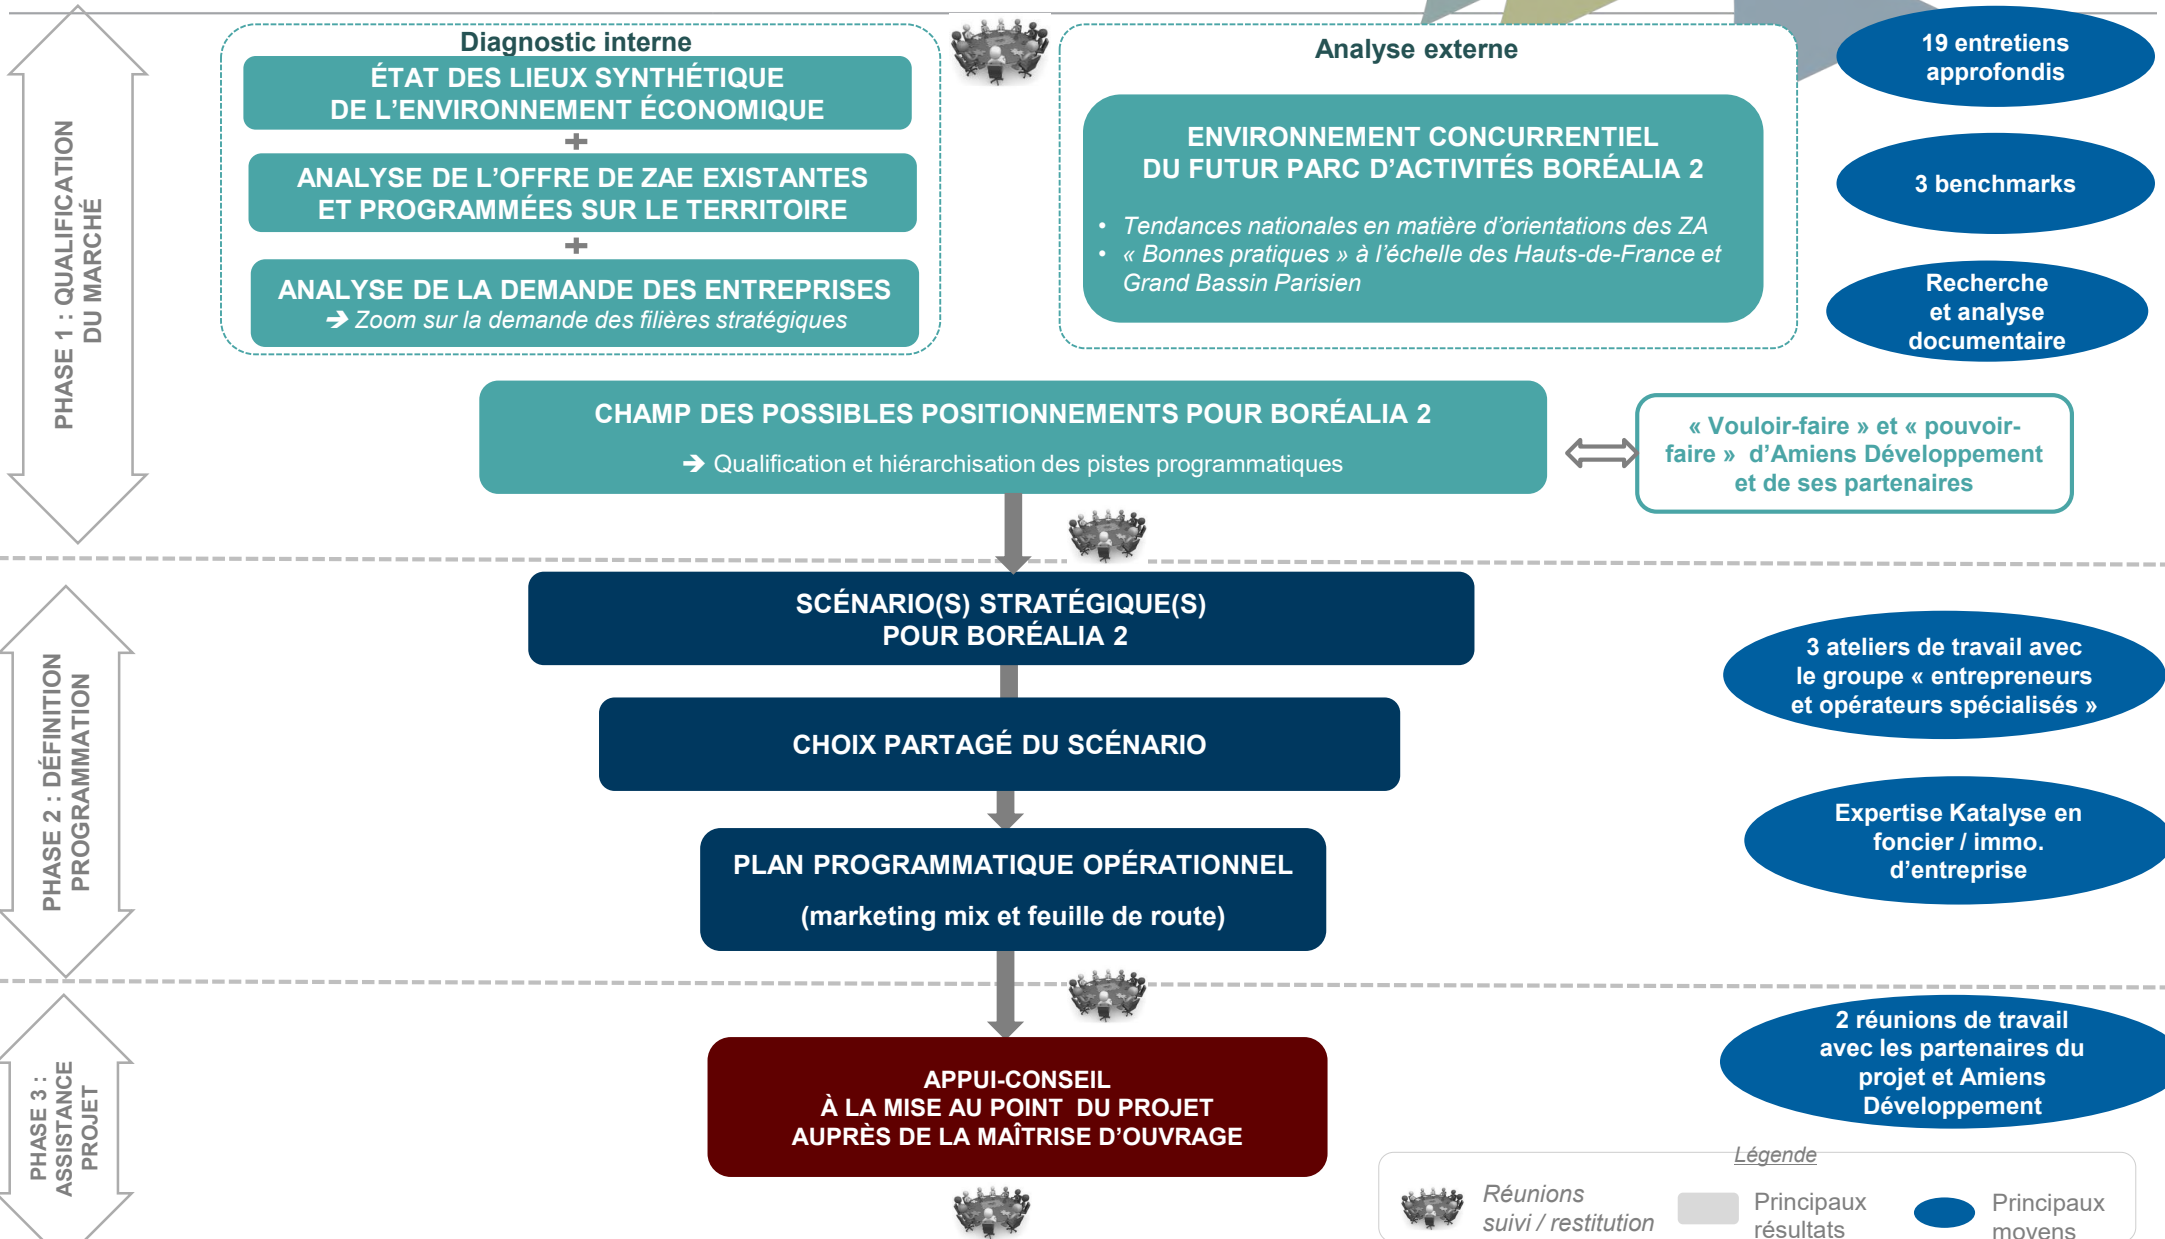 PHASE 1 : QUALIFICATION
DU MARCHÉ
Diagnostic interne
ÉTAT DES LIEUX SYNTHÉTIQUE
DE L’ENVIRONNEMENT ÉCONOMIQUE
+
ANALYSE DE L’OFFRE DE ZAE EXISTANTES
ET PROGRAMMÉES SUR LE TERRITOIRE
+
ANALYSE DE LA DEMANDE DES ENTREPRISES
➔ Zoom sur la demande des filières stratégiques
Analyse externe
ENVIRONNEMENT CONCURRENTIEL
DU FUTUR PARC D’ACTIVITÉS BORÉALIA 2
• Tendances nationales en matière d’orientations des ZA
• « Bonnes pratiques » à l’échelle des Hauts-de-France et
Grand Bassin Parisien
19 entretiens
approfondis
3 benchmarks
Recherche
et analyse
documentaire
CHAMP DES POSSIBLES POSITIONNEMENTS POUR BORÉALIA 2
➔ Qualification et hiérarchisation des pistes programmatiques
« Vouloir-faire » et « pouvoir-
faire » d’Amiens Développement
et de ses partenaires
PHASE 2 : DÉFINITION
PROGRAMMATION
SCÉNARIO(S) STRATÉGIQUE(S)
POUR BORÉALIA 2
CHOIX PARTAGÉ DU SCÉNARIO
PLAN PROGRAMMATIQUE OPÉRATIONNEL
(marketing mix et feuille de route)
3 ateliers de travail avec
le groupe « entrepreneurs
et opérateurs spécialisés »
Expertise Katalyse en
foncier / immo.
d’entreprise
PHASE 3 :
ASSISTANCE
PROJET
APPUI-CONSEIL
À LA MISE AU POINT DU PROJET
AUPRÈS DE LA MAÎTRISE D’OUVRAGE
2 réunions de travail
avec les partenaires du
projet et Amiens
Développement
Légende
Réunions
suivi / restitution
Principaux
résultats
Principaux
moyens